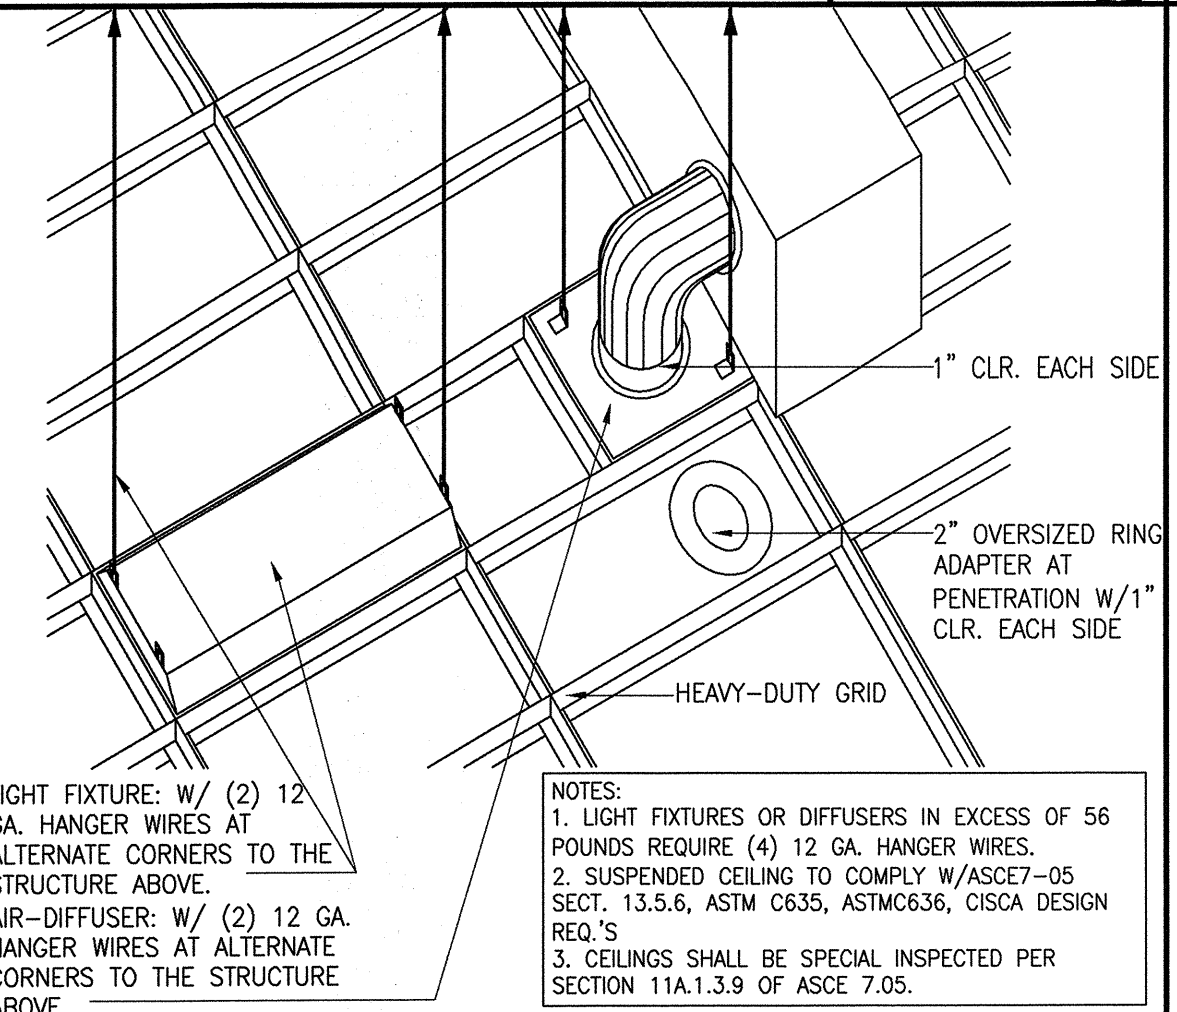 1" CLR. EACH SIDE
2" OVERSIZED RING
ADAPTER AT
PENETRATION W/1"
CLR. EACH SIDE
HEAVY-DUTY GRID
LIGHT FIXTURE: W/ (2) 12
GA. HANGER WIRES AT
ALTERNATE CORNERS TO THE
STRUCTURE ABOVE.
AIR-DIFFUSER: W/ (2) 12 GA.
HANGER WIRES AT ALTERNATE
CORNERS TO THE STRUCTURE
ABOVE
NOTES:
1. LIGHT FIXTURES OR DIFFUSERS IN EXCESS OF 56
POUNDS REQUIRE (4) 12 GA. HANGER WIRES.
2. SUSPENDED CEILING TO COMPLY W/ASCE7-05
SECT. 13.5.6, ASTM C635, ASTMC636, CISCA DESIGN
REQ.'S
3. CEILINGS SHALL BE SPECIAL INSPECTED PER
SECTION 11A.1.3.9 OF ASCE 7.05.